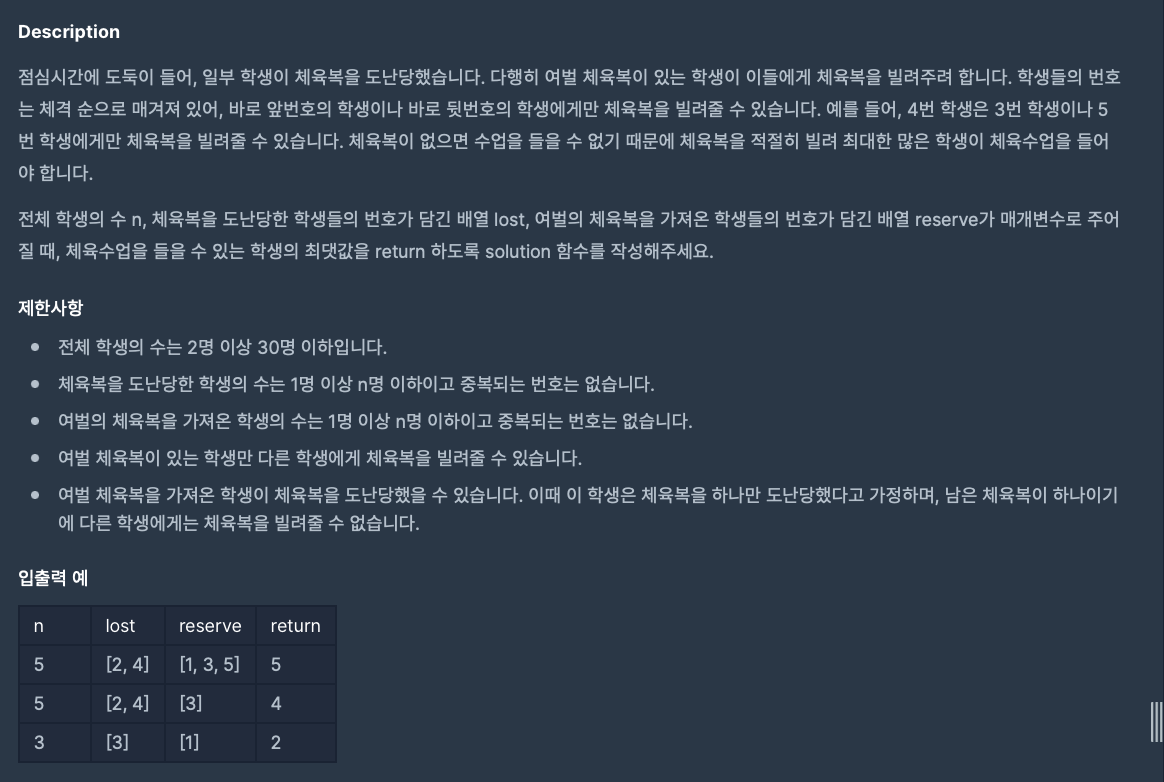 Description
점심시간에 도둑이 들어, 일부 학생이 체육복을 도난당했습니다. 다행히 여벌 체육복이 있는 학생이 이들에게 체육복을 빌려주려 합니다. 학생들의 번호
는 체격 순으로 매겨져 있어, 바로 앞번호의 학생이나 바로 뒷번호의 학생에게만 체육복을 빌려줄 수 있습니다. 예를 들어, 4번 학생은 3번 학생이나 5
번 학생에게만 체육복을 빌려줄 수 있습니다. 체육복이 없으면 수업을 들을 수 없기 때문에 체육복을 적절히 빌려 최대한 많은 학생이 체육수업을 들어
야 합니다.
전체 학생의 수 n, 체육복을 도난당한 학생들의 번호가 담긴 배열 lost, 여벌의 체육복을 가져온 학생들의 번호가 담긴 배열 reserve가 매개변수로 주어
질 때, 체육수업을 들을 수 있는 학생의 최댓값을 return 하도록 solution 함수를 작성해주세요.
제한사항
• 전체 학생의 수는 2명 이상 30명 이하입니다.
• 체육복을 도난당한 학생의 수는 1명 이상 n명 이하이고 중복되는 번호는 없습니다.
• 여벌의 체육복을 가져온 학생의 수는 1명 이상 n명 이하이고 중복되는 번호는 없습니다.
• 여벌 체육복이 있는 학생만 다른 학생에게 체육복을 빌려줄 수 있습니다.
• 여벌 체육복을 가져온 학생이 체육복을 도난당했을 수 있습니다. 이때 이 학생은 체육복을 하나만 도난당했다고 가정하며, 남은 체육복이 하나이기
에 다른 학생에게는 체육복을 빌려줄 수 없습니다.
입출력 예
n lost reserve return
5 [2, 4] [1, 3, 5] 5
5 [2, 4] [3] 4
3 [3] [1] 2